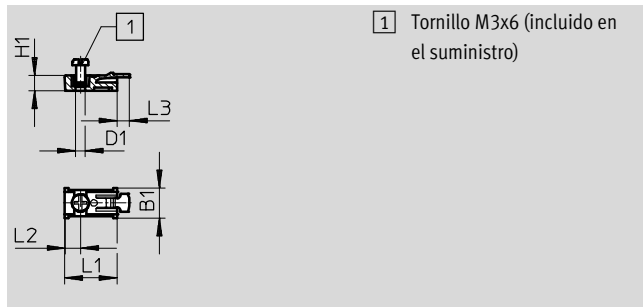 1
1 Tornillo M3x6 (incluido en
el suministro)
H1
L3
D1
B1
L2
L1